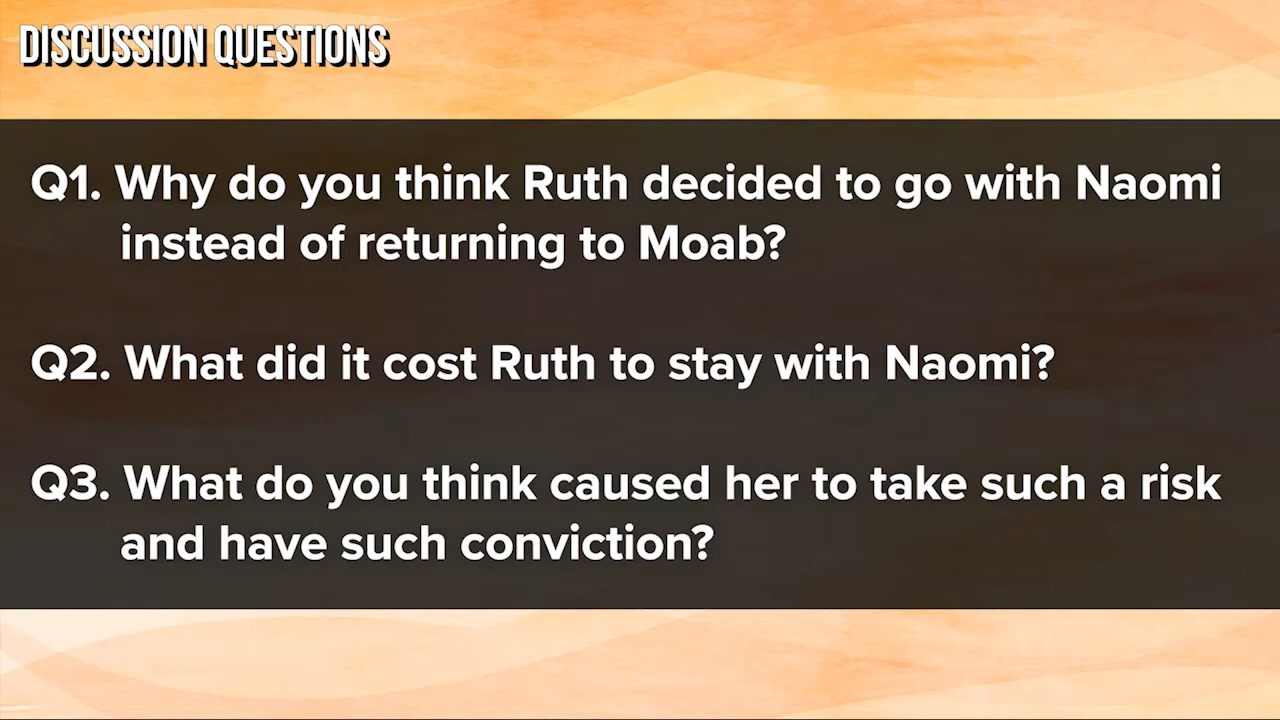 DISCUSSION QUESTIONS
Q1. Why do you think Ruth decided to go with Naomi
instead of returning to Moab?
Q2. What did it cost Ruth to stay with Naomi?
Q3. What do you think caused her to take such a risk
and have such conviction?